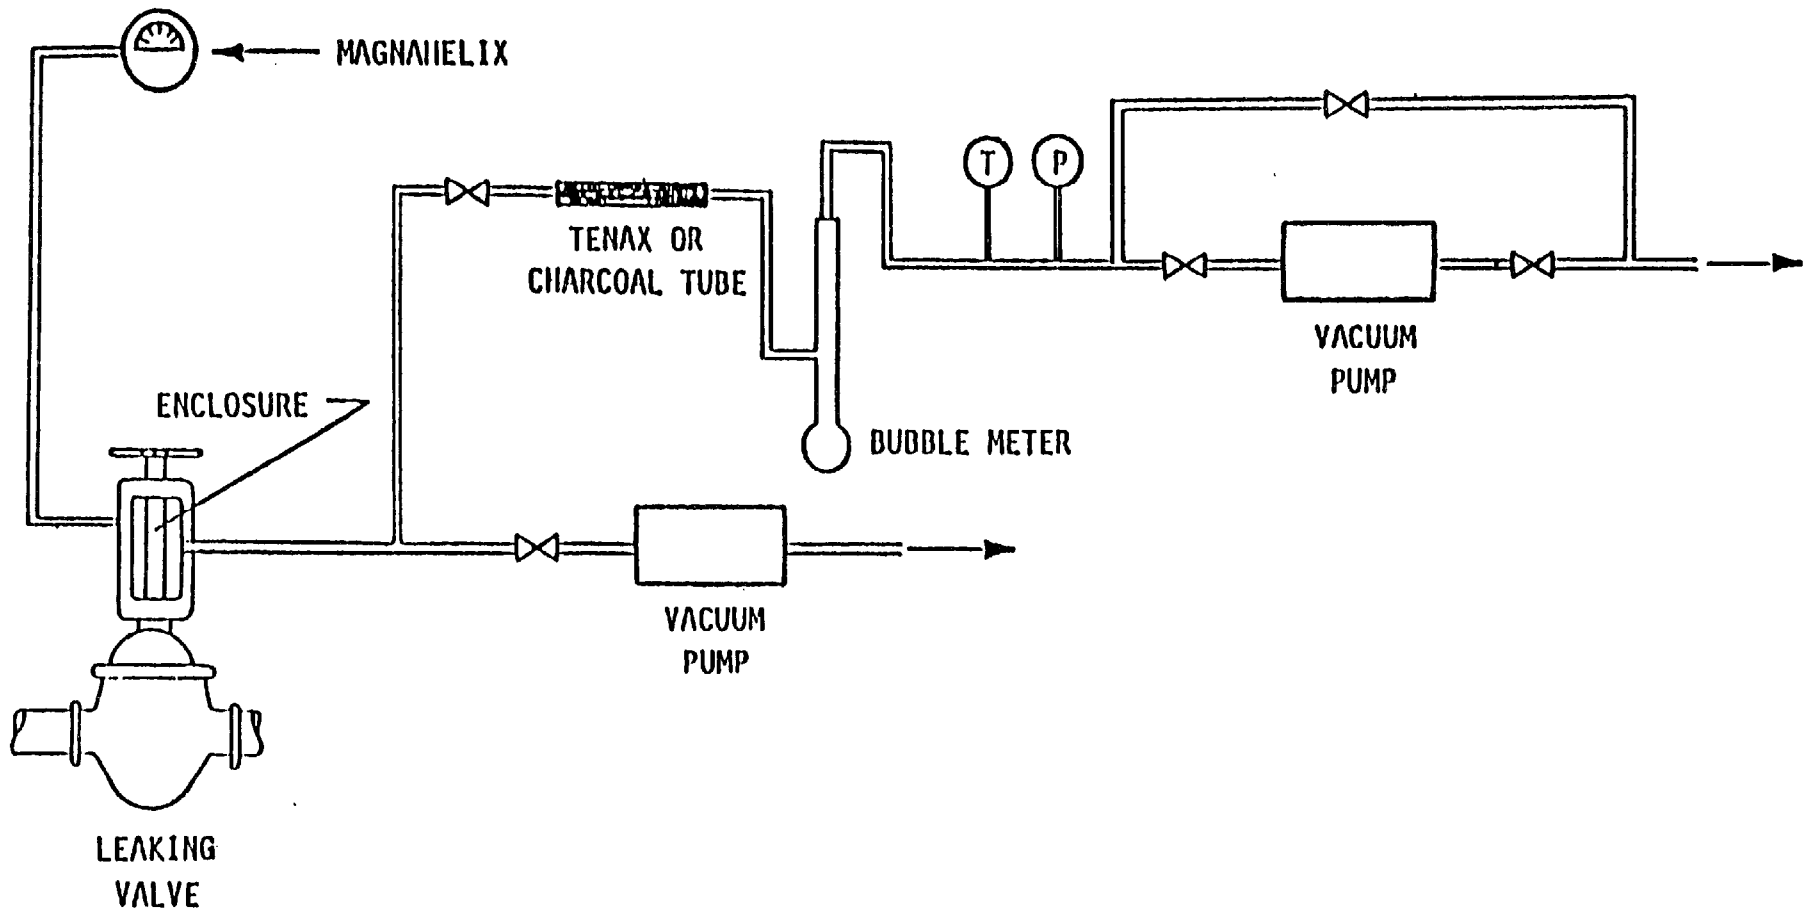 MAGNAHELIX
T P
TENAX OR
CHARCOAL TUBE
VACUUM
PUMP
ENCLOSURE
BUBBLE METER
VACUUM
PUMP
LEAKING
VALVE